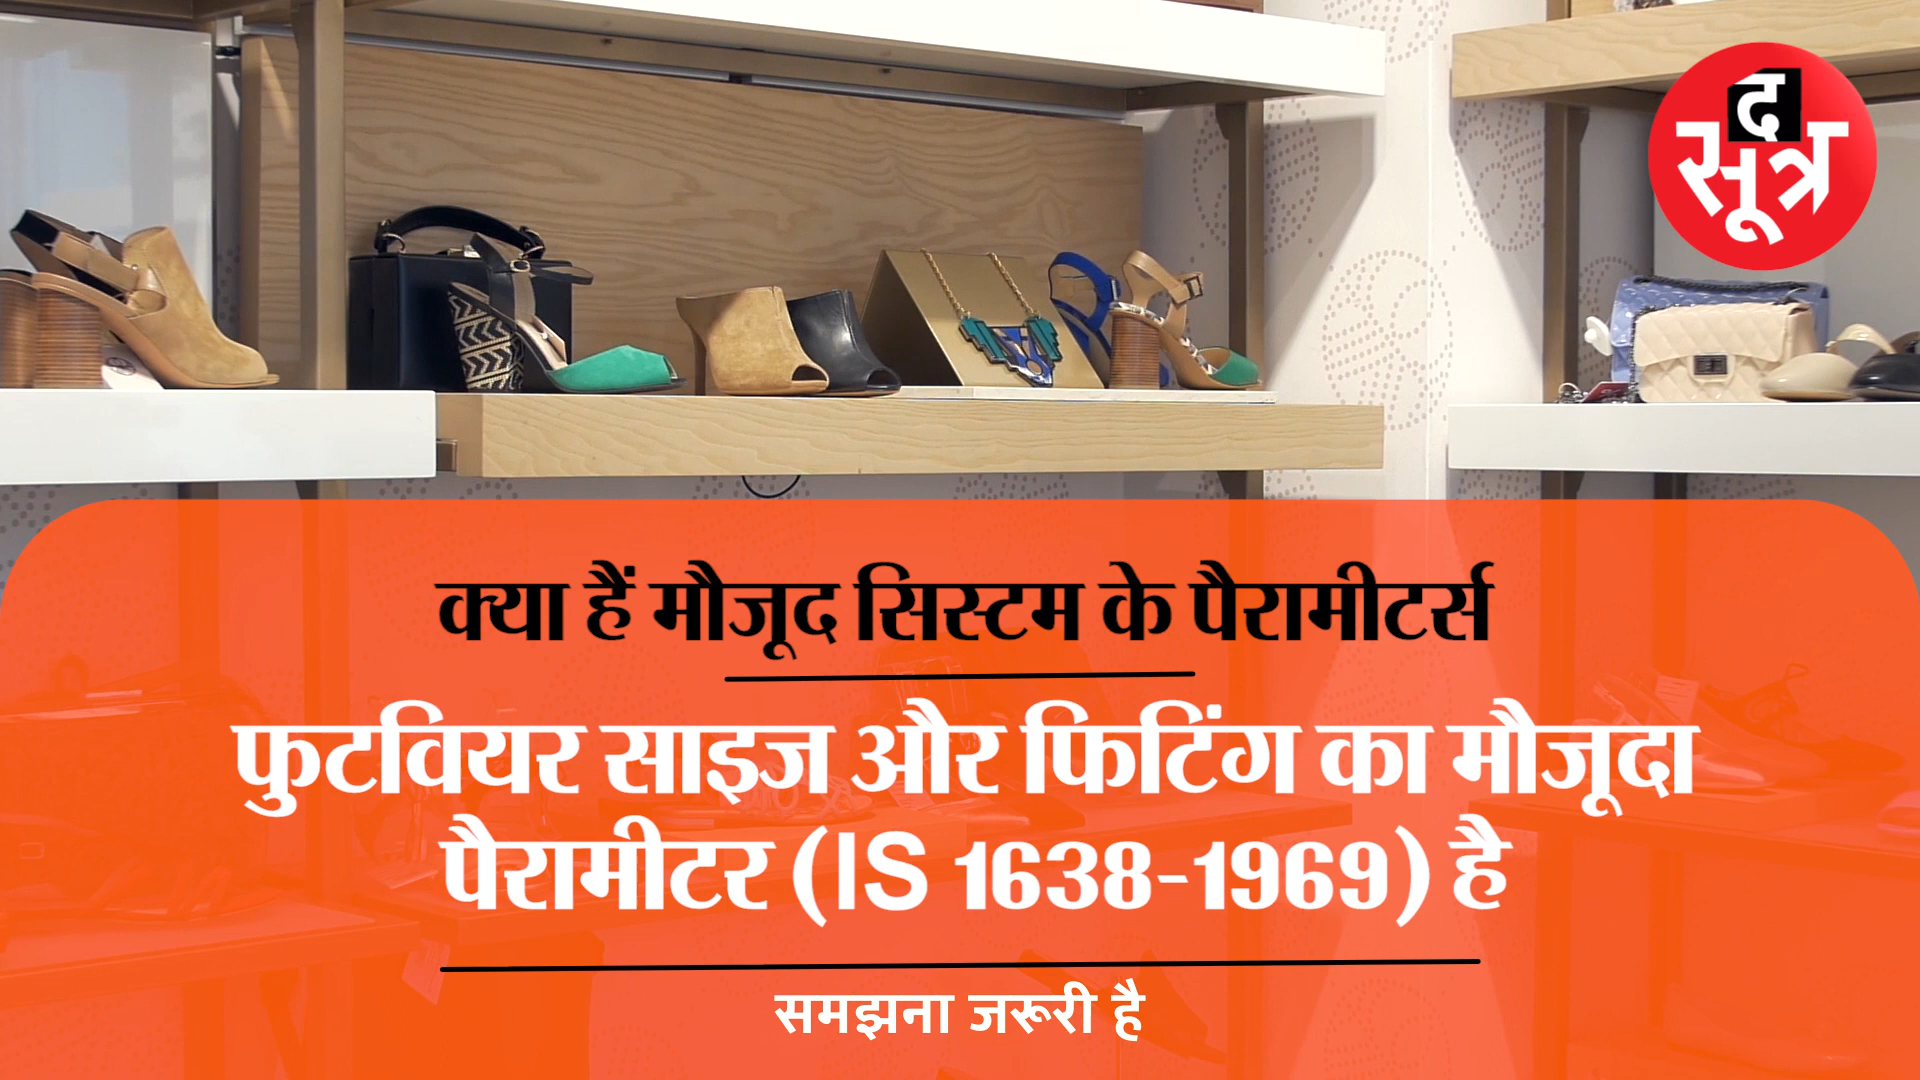 द
सूत्र
क्या हैं मौजूद सिस्टम के पैरामीटर्स
फुटवियर साइज और फिटिंग का मौजूदा
पैरामीटर (IS 1638-1969) है
समझना जरूरी है